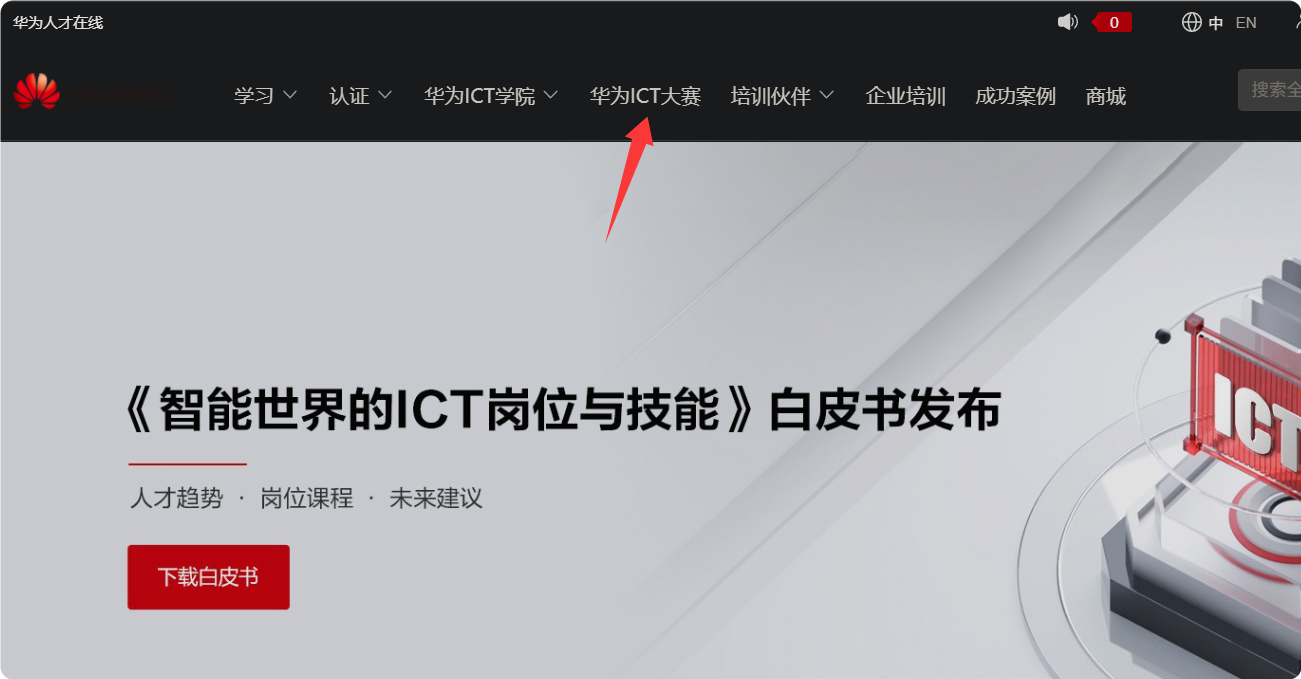 华为人才在线
0
中 EN
学习 认证 华为ICT学院 华为ICT大赛 培训伙伴 企业培训 成功案例 商城
搜索全
《智能世界的ICT岗位与技能》白皮书发布
人才趋势 · 岗位课程 · 未来建议
下载白皮书
ICT